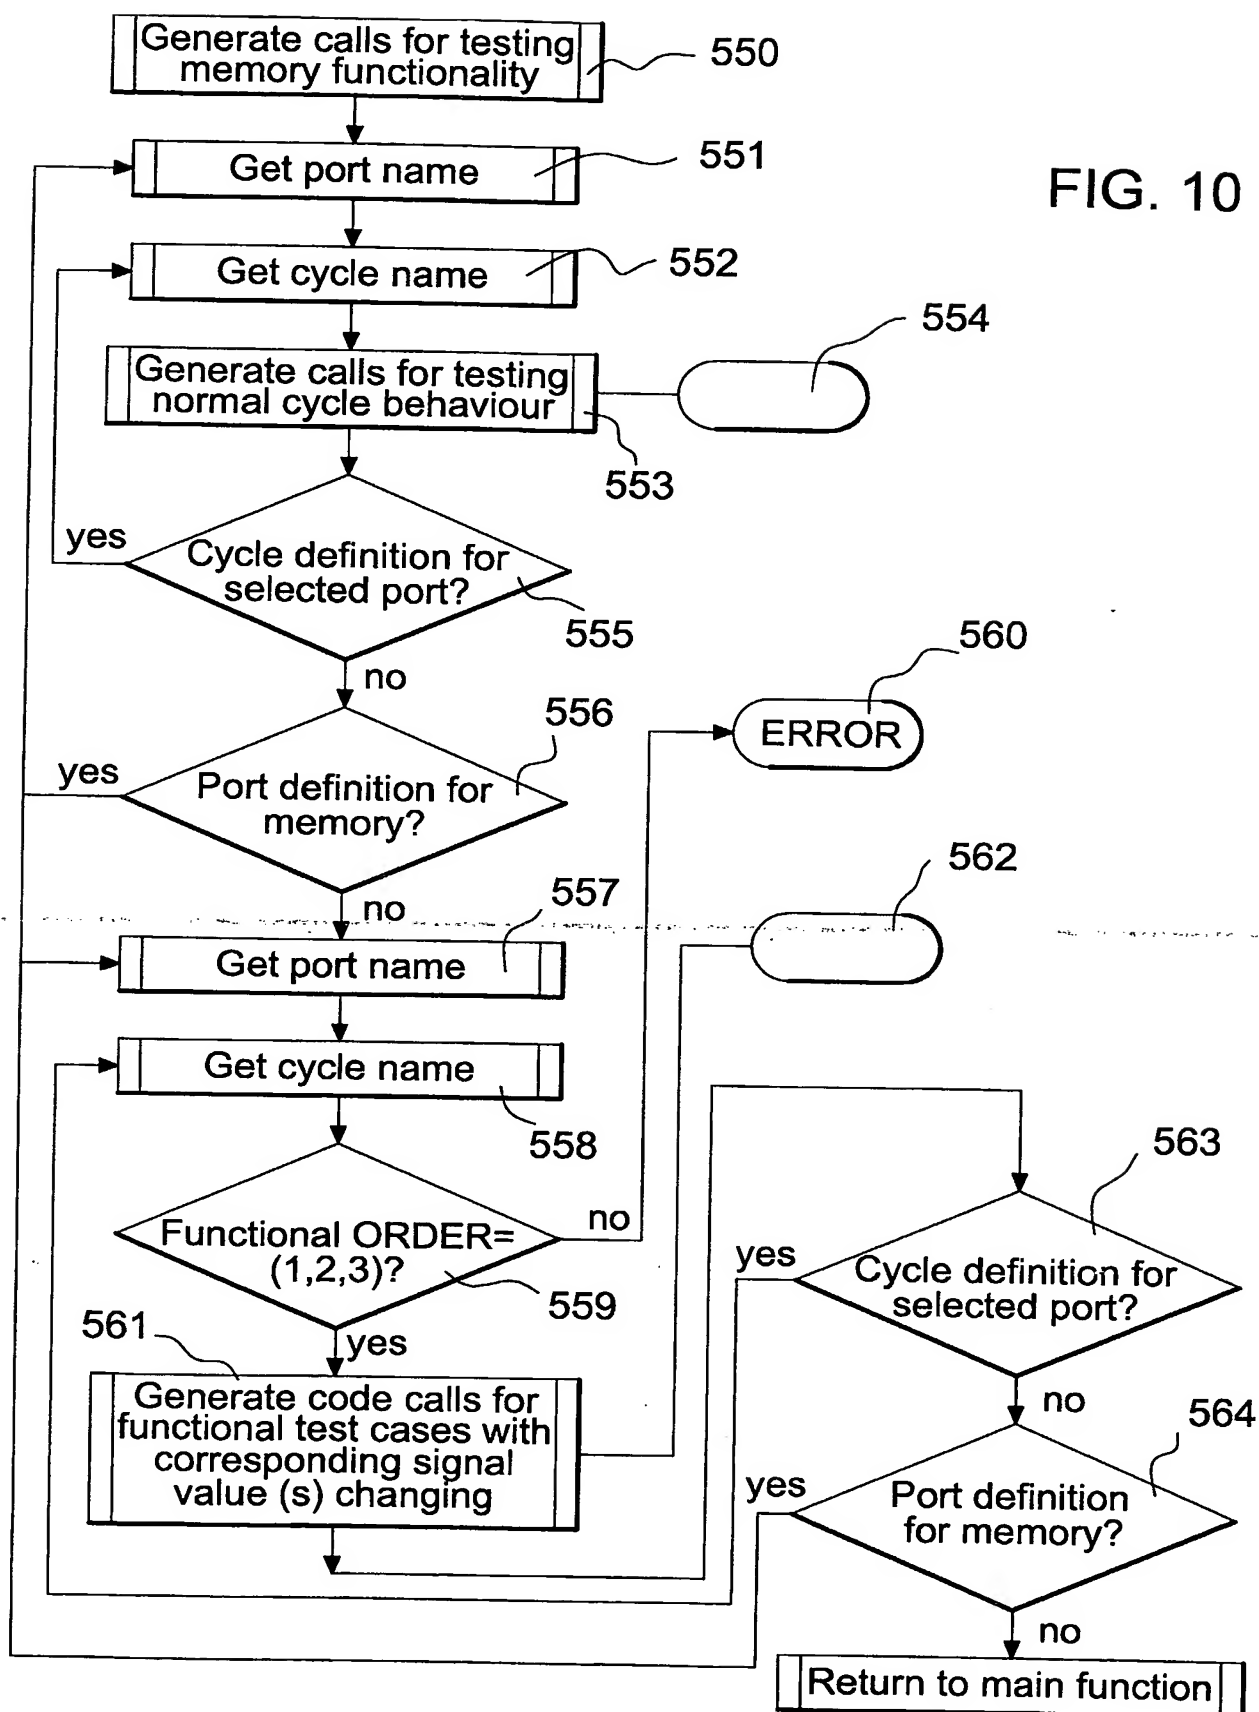 Generate calls for testing
memory functionality
550
Get port name
551
FIG. 10
Get cycle name
552
554
Generate calls for testing
normal cycle behaviour
553
yes
Cycle definition for
selected port?
555
no
560
ERROR
556
yes
Port definition for
memory?
562
no
557
Get port name
Get cycle name
558
563
Functional ORDER=
(1,2,3)?
no
559
yes
Cycle definition for
selected port?
561
yes
no
564
Generate code calls for
functional test cases with
corresponding signal
value (s) changing
yes
Port definition
for memory?
no
Return to main function